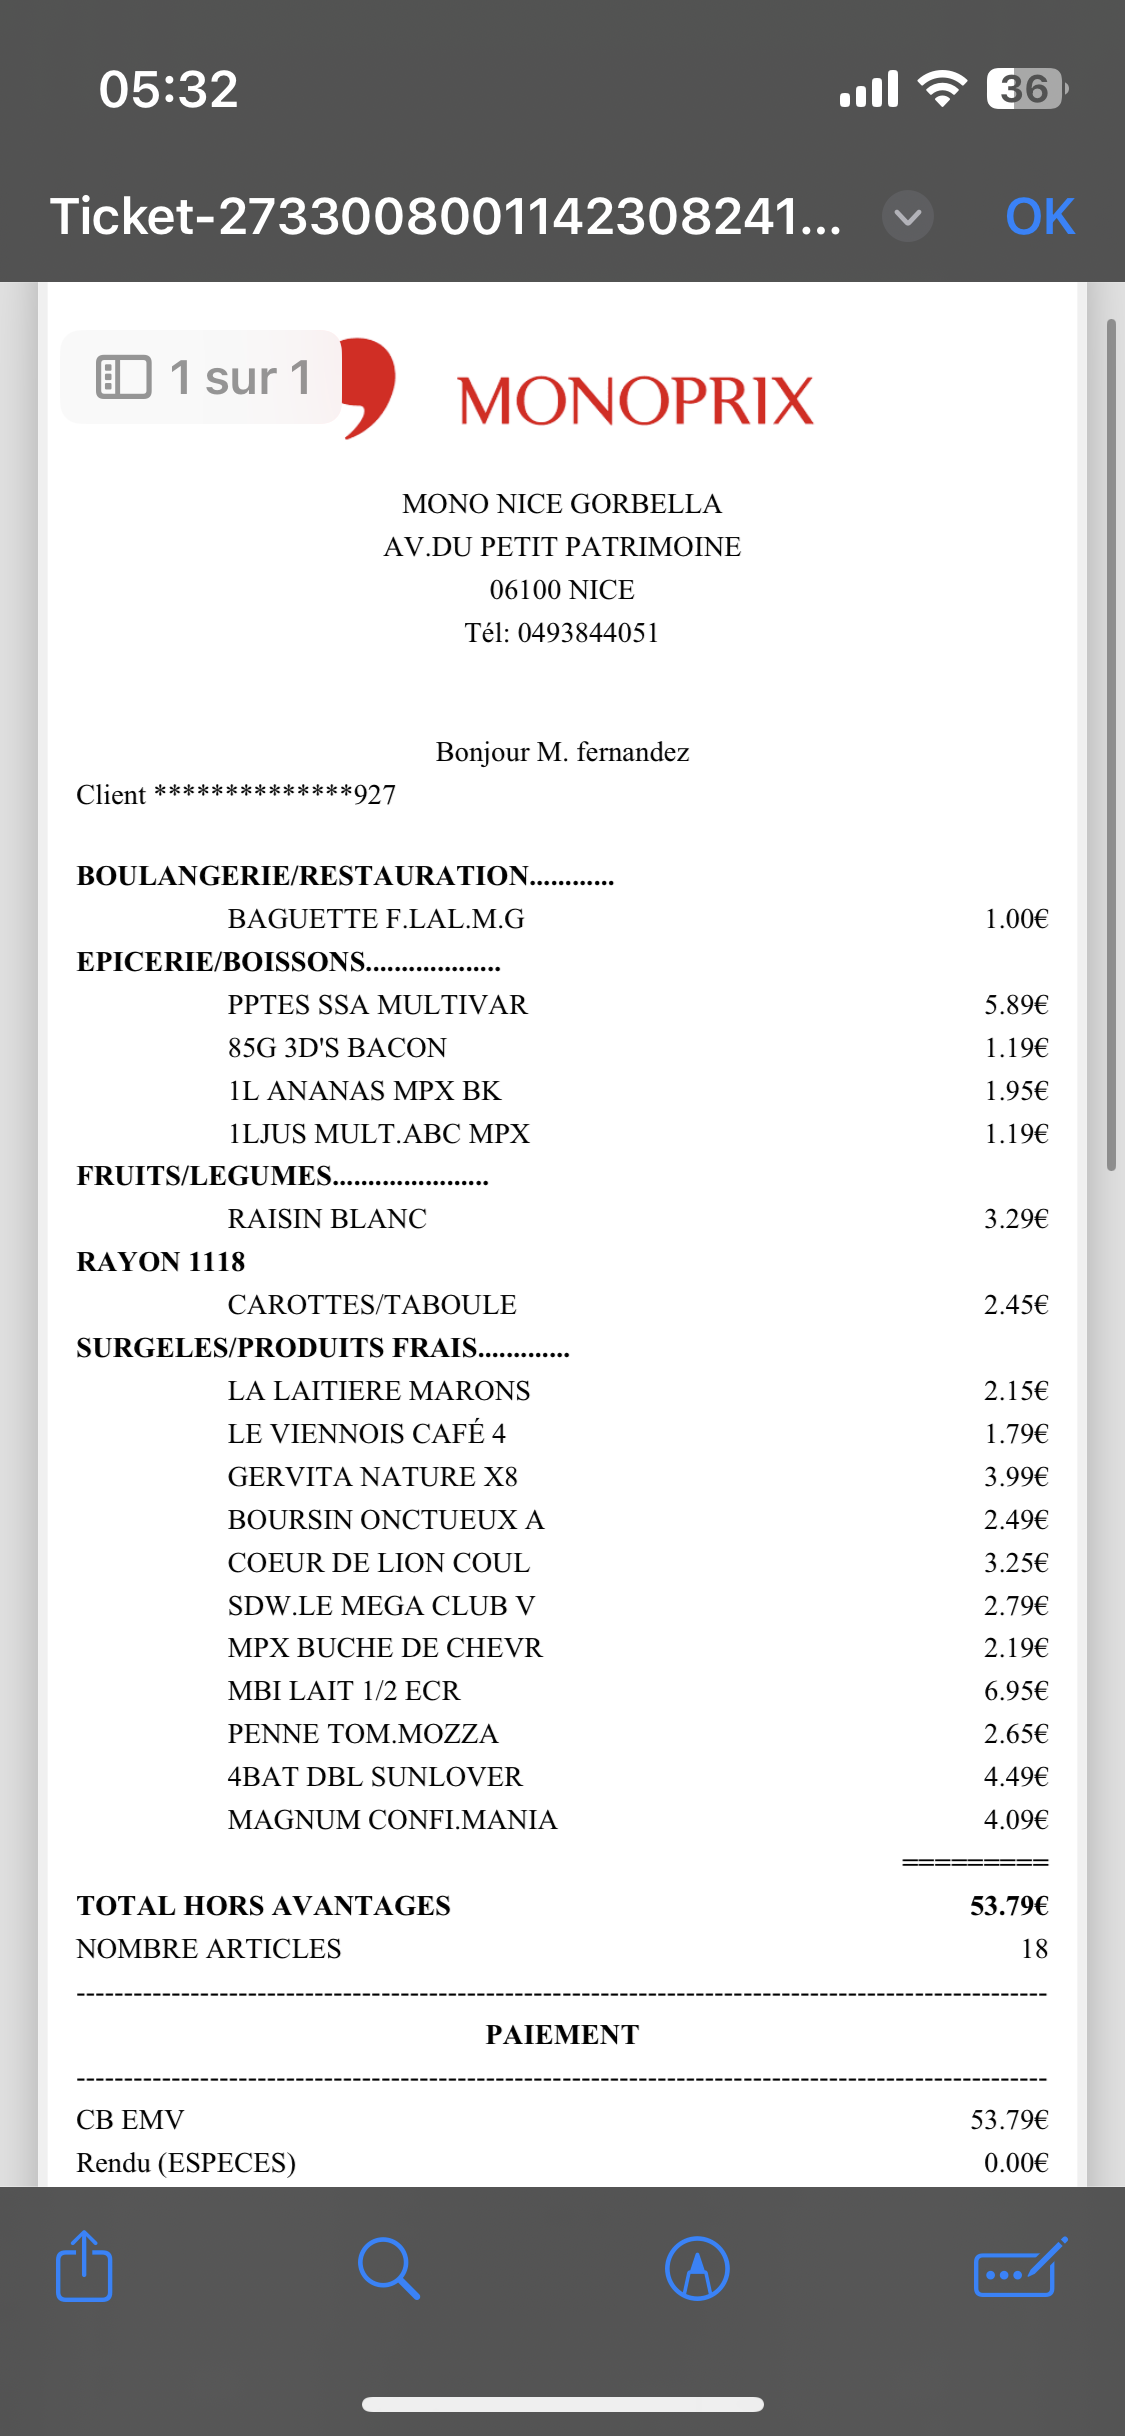 05:32
36
Ticket-27330080011142308241...
OK
1 sur 1
MONOPRIX
MONO NICE GORBELLA
AV.DU PETIT PATRIMOINE
06100 NICE
Tél: 0493844051
Bonjour M. fernandez
Client **************927
BOULANGERIE/RESTAURATION............
BAGUETTE F.LAL.M.G 1.00€
EPICERIE/BOISSONS...................
PPTES SSA MULTIVAR 5.89€
85G 3D'S BACON 1.19€
1L ANANAS MPX BK 1.95€
1LJUS MULT.ABC MPX 1.19€
FRUITS/LEGUMES......................
RAISIN BLANC 3.29€
RAYON 1118
CAROTTES/TABOULE 2.45€
SURGELES/PRODUITS FRAIS.............
LA LAITIERE MARONS 2.15€
LE VIENNOIS CAFÉ 4 1.79€
GERVITA NATURE X8 3.99€
BOURSIN ONCTUEUX A 2.49€
COEUR DE LION COUL 3.25€
SDW.LE MEGA CLUB V 2.79€
MPX BUCHE DE CHEVR 2.19€
MBI LAIT 1/2 ECR 6.95€
PENNE TOM.MOZZA 2.65€
4BAT DBL SUNLOVER 4.49€
MAGNUM CONFI.MANIA 4.09€
=========
TOTAL HORS AVANTAGES 53.79€
NOMBRE ARTICLES 18
----------------------------------------------------------------------------------------------------
PAIEMENT
----------------------------------------------------------------------------------------------------
CB EMV 53.79€
Rendu (ESPECES) 0.00€